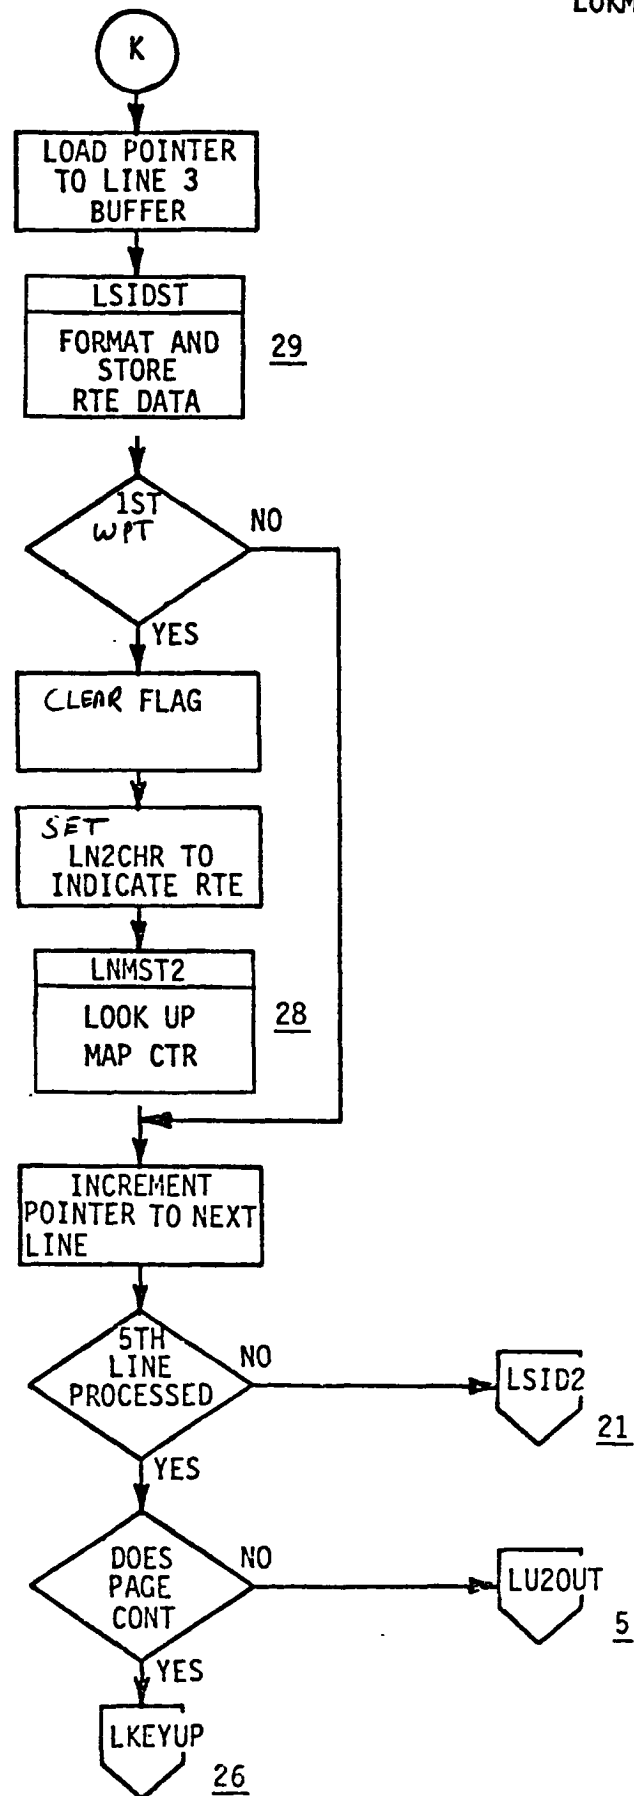 K
LOAD POINTER
TO LINE 3
BUFFER
LSIDST
FORMAT AND
STORE
RTE DATA
29
1ST
WPT
NO
YES
CLEAR FLAG
SET
LN2CHR TO
INDICATE RTE
LNMST2
LOOK UP
MAP CTR
28
INCREMENT
POINTER TO NEXT
LINE
5TH
LINE
PROCESSED
NO
LSID2
21
YES
DOES
PAGE
CONT
NO
LU2OUT
5
YES
LKEYUP
26